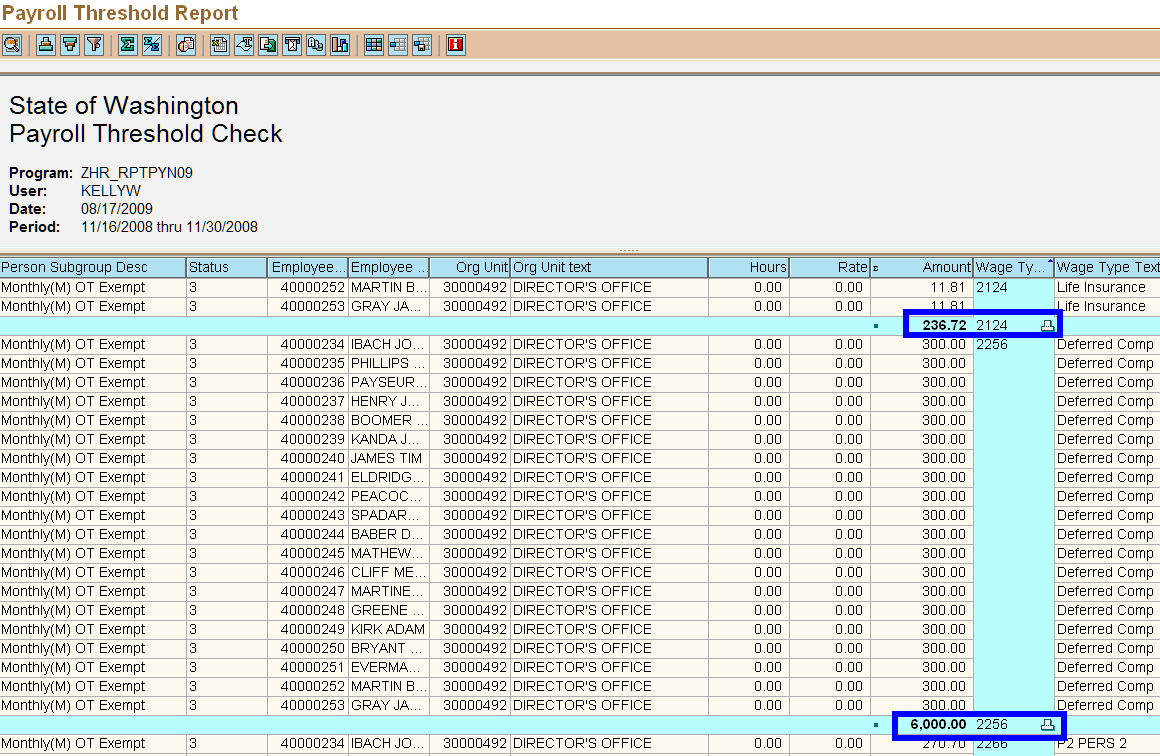 Payroll Threshold Report
State of Washington
Payroll Threshold Check
Program: ZHR_RPTPYN09
User: KELLYW
Date: 08/17/2009
Period: 11/16/2008 thru 11/30/2008
Person Subgroup Desc Status Employee... Employee ... Org Unit Org Unit text Hours Rate Σ Amount Wage Ty... Wage Type Text
Monthly(M) OT Exempt 3 40000252 MARTIN B... 30000492 DIRECTOR'S OFFICE 0.00 0.00 11.81 2124 Life Insurance
Monthly(M) OT Exempt 3 40000253 GRAY JA... 30000492 DIRECTOR'S OFFICE 0.00 0.00 11.81 Life Insurance
236.72 2124
Monthly(M) OT Exempt 3 40000234 IBACH JO... 30000492 DIRECTOR'S OFFICE 0.00 0.00 300.00 2256 Deferred Comp
Monthly(M) OT Exempt 3 40000235 PHILLIPS ... 30000492 DIRECTOR'S OFFICE 0.00 0.00 300.00 Deferred Comp
Monthly(M) OT Exempt 3 40000236 PAYSEUR... 30000492 DIRECTOR'S OFFICE 0.00 0.00 300.00 Deferred Comp
Monthly(M) OT Exempt 3 40000237 HENRY J... 30000492 DIRECTOR'S OFFICE 0.00 0.00 300.00 Deferred Comp
Monthly(M) OT Exempt 3 40000238 BOOMER ... 30000492 DIRECTOR'S OFFICE 0.00 0.00 300.00 Deferred Comp
Monthly(M) OT Exempt 3 40000239 KANDA J... 30000492 DIRECTOR'S OFFICE 0.00 0.00 300.00 Deferred Comp
Monthly(M) OT Exempt 3 40000240 JAMES TIM 30000492 DIRECTOR'S OFFICE 0.00 0.00 300.00 Deferred Comp
Monthly(M) OT Exempt 3 40000241 ELDRIDG... 30000492 DIRECTOR'S OFFICE 0.00 0.00 300.00 Deferred Comp
Monthly(M) OT Exempt 3 40000242 PEACOC... 30000492 DIRECTOR'S OFFICE 0.00 0.00 300.00 Deferred Comp
Monthly(M) OT Exempt 3 40000243 SPADAR... 30000492 DIRECTOR'S OFFICE 0.00 0.00 300.00 Deferred Comp
Monthly(M) OT Exempt 3 40000244 BABER D... 30000492 DIRECTOR'S OFFICE 0.00 0.00 300.00 Deferred Comp
Monthly(M) OT Exempt 3 40000245 MATHEW... 30000492 DIRECTOR'S OFFICE 0.00 0.00 300.00 Deferred Comp
Monthly(M) OT Exempt 3 40000246 CLIFF ME... 30000492 DIRECTOR'S OFFICE 0.00 0.00 300.00 Deferred Comp
Monthly(M) OT Exempt 3 40000247 MARTINE... 30000492 DIRECTOR'S OFFICE 0.00 0.00 300.00 Deferred Comp
Monthly(M) OT Exempt 3 40000248 GREENE ... 30000492 DIRECTOR'S OFFICE 0.00 0.00 300.00 Deferred Comp
Monthly(M) OT Exempt 3 40000249 KIRK ADAM 30000492 DIRECTOR'S OFFICE 0.00 0.00 300.00 Deferred Comp
Monthly(M) OT Exempt 3 40000250 BRYANT ... 30000492 DIRECTOR'S OFFICE 0.00 0.00 300.00 Deferred Comp
Monthly(M) OT Exempt 3 40000251 EVERMA... 30000492 DIRECTOR'S OFFICE 0.00 0.00 300.00 Deferred Comp
Monthly(M) OT Exempt 3 40000252 MARTIN B... 30000492 DIRECTOR'S OFFICE 0.00 0.00 300.00 Deferred Comp
Monthly(M) OT Exempt 3 40000253 GRAY JA... 30000492 DIRECTOR'S OFFICE 0.00 0.00 300.00 Deferred Comp
6,000.00 2256
Monthly(M) OT Exempt 3 40000234 IBACH JO... 30000492 DIRECTOR'S OFFICE 0.00 0.00 270.70 2266 P2 PERS 2